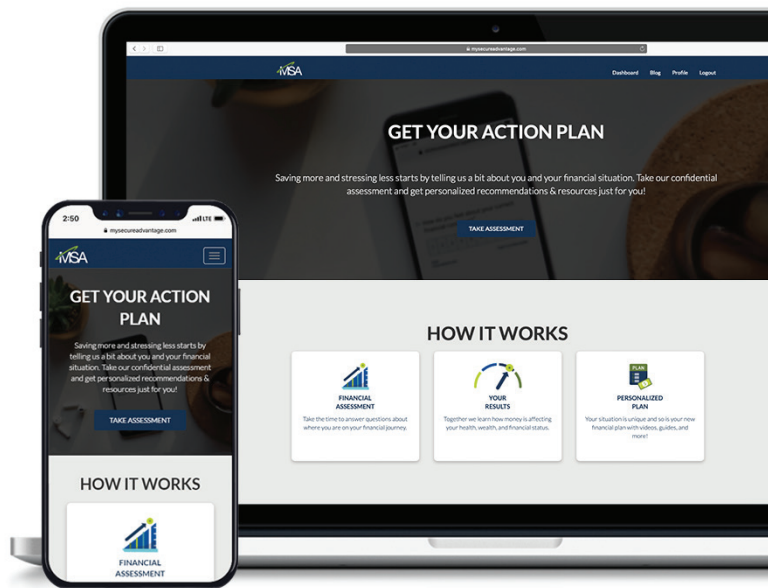 mysecureadvantage.com
MSA
Dashboard Blog Profile Logout
GET YOUR ACTION PLAN
Saving more and stressing less starts by telling us a bit about you and your financial situation. Take our confidential
assessment and get personalized recommendations & resources just for you!
TAKE ASSESSMENT
HOW IT WORKS
FINANCIAL
ASSESSMENT
Take the time to answer questions about
where you are on your financial journey.
YOUR
RESULTS
Together we learn how money is affecting
your health, wealth, and financial status.
PLAN
PERSONALIZED
PLAN
Your situation is unique and so is your new
financial plan with videos, guides, and
more!
2:50 LTE
mysecureadvantage.com
MSA
GET YOUR ACTION
PLAN
Saving more and stressing less starts by
telling us a bit about you and your financial
situation. Take our confidential assessment
and get personalized recommendations &
resources just for you!
TAKE ASSESSMENT
HOW IT WORKS
FINANCIAL
ASSESSMENT